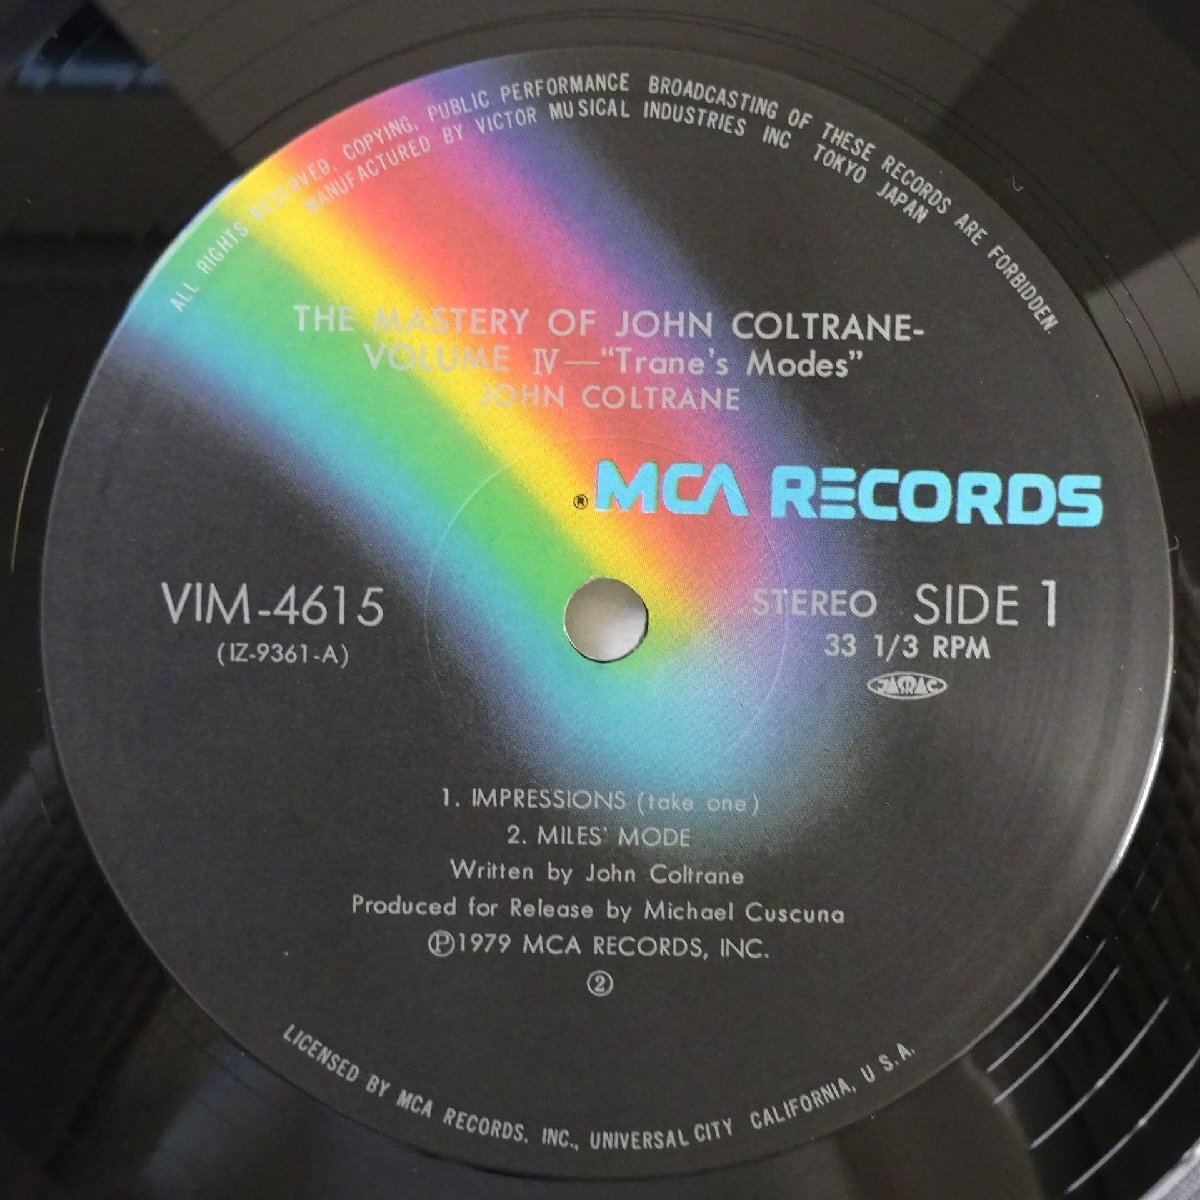 ALL RIGHTS RESERVED. COPYING, PUBLIC PERFORMANCE BROADCASTING OF THESE RECORDS ARE FORBIDDEN
MANUFACTURED BY VICTOR MUSICAL INDUSTRIES INC TOKYO JAPAN
THE MASTERY OF JOHN COLTRANE-
VOLUME IV—“Trane's Modes”
JOHN COLTRANE
® MCA RECORDS
VIM-4615
(IZ-9361-A)
STEREO SIDE 1
33 1/3 RPM
JASRAC
1. IMPRESSIONS (take one)
2. MILES' MODE
Written by John Coltrane
Produced for Release by Michael Cuscuna
Ⓟ1979 MCA RECORDS, INC.
②
LICENSED BY MCA RECORDS, INC., UNIVERSAL CITY CALIFORNIA, U S.A.